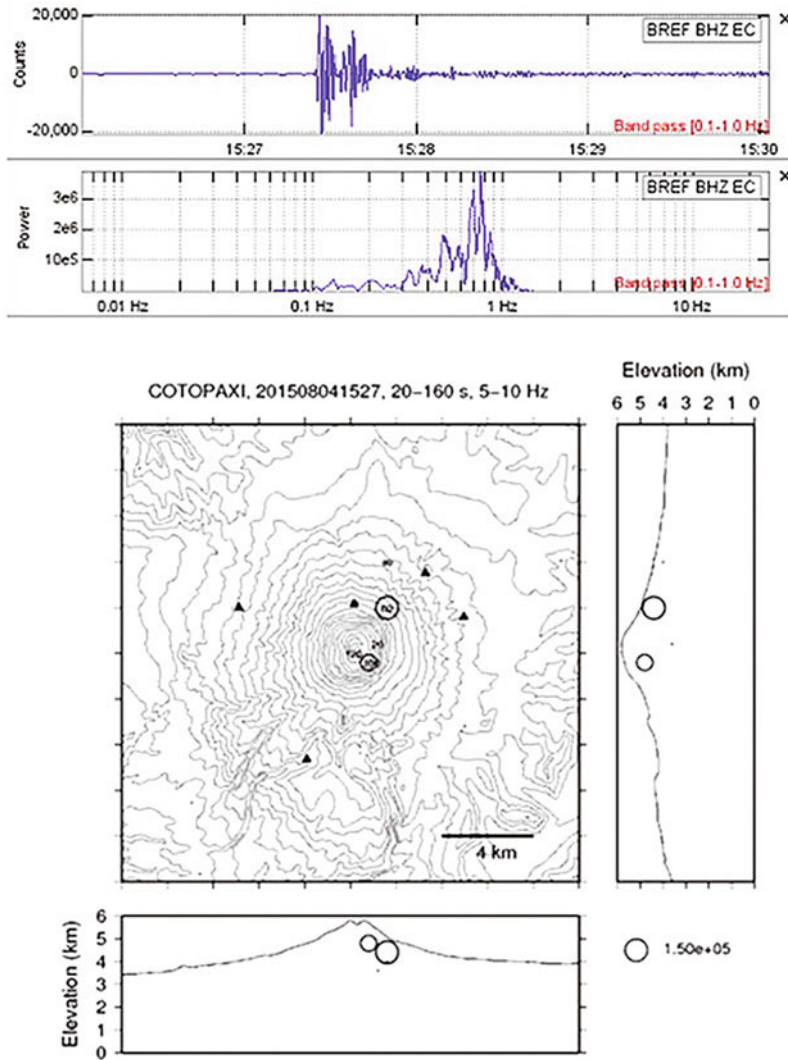 20,000
0
-20,000
Counts
BREF BHZ EC
Band pass [0.1-1.0 Hz]
15:27 15:28 15:29 15:30
3e6
2e6
10e5
Power
BREF BHZ EC
Band pass [0.1-1.0 Hz]
0.01 Hz 0.1 Hz 1 Hz 10 Hz
COTOPAXI, 201508041527, 20-160 s, 5-10 Hz
Elevation (km)
6 5 4 3 2 1 0
4 km
Elevation (km)
6
5
4
3
2
1
0
1.50e+05